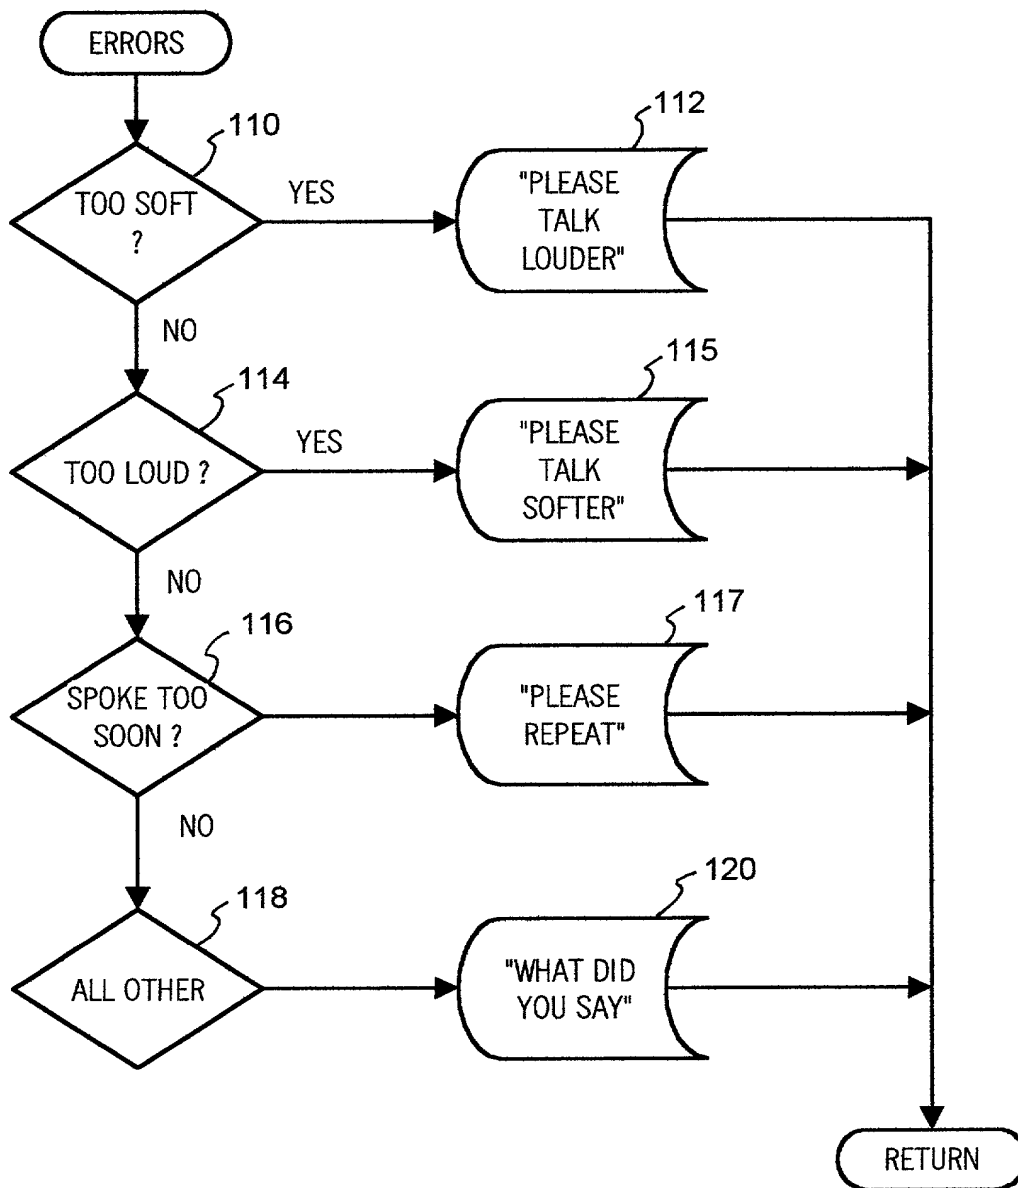 ERRORS
110
TOO SOFT
?
YES
112
"PLEASE
TALK
LOUDER"
NO
114
TOO LOUD ?
YES
115
"PLEASE
TALK
SOFTER"
NO
116
SPOKE TOO
SOON ?
117
"PLEASE
REPEAT"
NO
118
ALL OTHER
120
"WHAT DID
YOU SAY"
RETURN